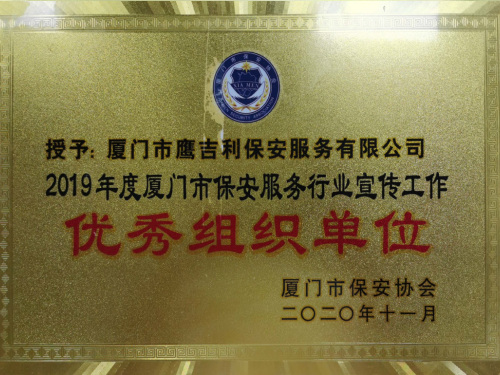 XIA MEN
授予：厦门市鹰吉利保安服务有限公司
2019年度厦门市保安服务行业宣传工作
优秀组织单位
厦门市保安协会
二〇二〇年十一月